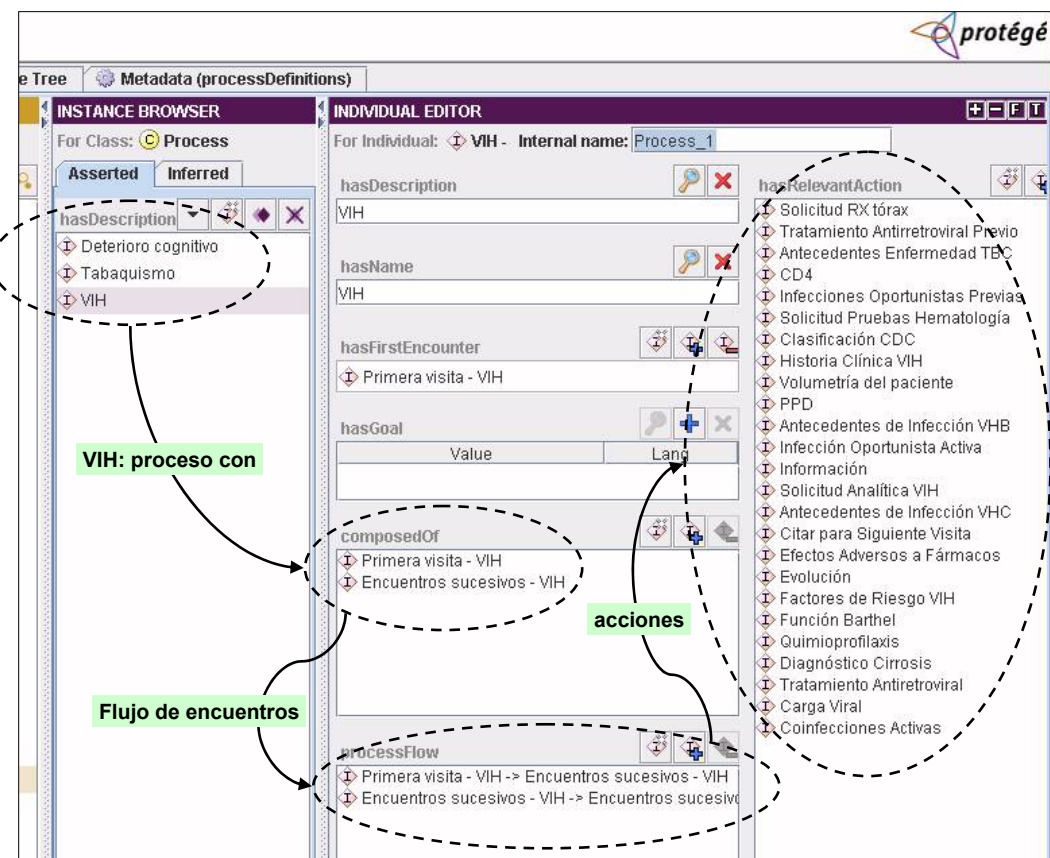 protégé
e Tree
Metadata (processDefinitions)
INSTANCE BROWSER
For Class: C Process
Asserted
Inferred
hasDescription
Deterioro cognitivo
Tabaquismo
VIH
INDIVIDUAL EDITOR
+ - F T
For Individual: VIH - Internal name: Process_1
hasDescription
VIH
hasName
VIH
hasFirstEncounter
Primera visita - VIH
hasGoal
Value
Lang
composedOf
Primera visita - VIH
Encuentros sucesivos - VIH
processFlow
Primera visita - VIH -> Encuentros sucesivos - VIH
Encuentros sucesivos - VIH -> Encuentros sucesivo
hasRelevantAction
Solicitud RX tórax
Tratamiento Antirretroviral Previo
Antecedentes Enfermedad TBC
CD4
Infecciones Oportunistas Previas
Solicitud Pruebas Hematología
Clasificación CDC
Historia Clínica VIH
Volumetría del paciente
PPD
Antecedentes de Infección VHB
Infección Oportunista Activa
Información
Solicitud Analítica VIH
Antecedentes de Infección VHC
Citar para Siguiente Visita
Efectos Adversos a Fármacos
Evolución
Factores de Riesgo VIH
Función Barthel
Quimioprofilaxis
Diagnóstico Cirrosis
Tratamiento Antiretroviral
Carga Viral
Coinfecciones Activas
VIH: proceso con
acciones
Flujo de encuentros